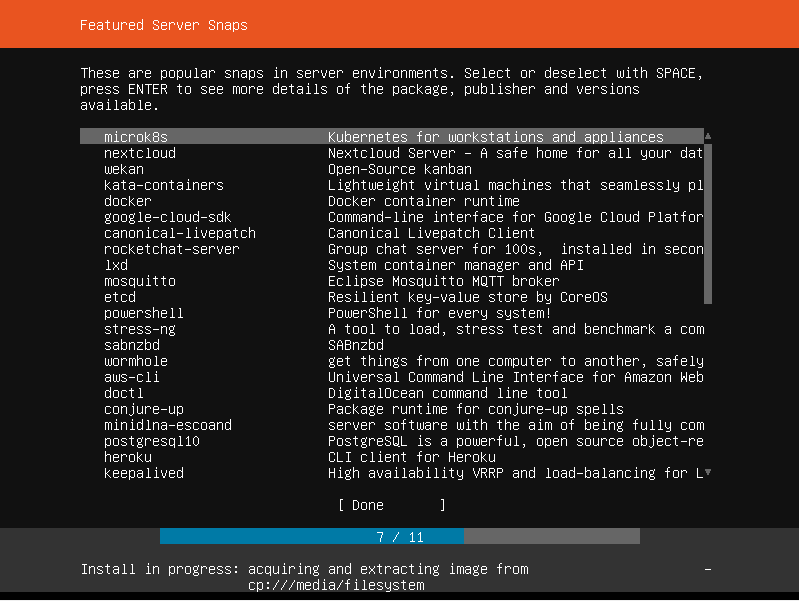 Featured Server Snaps
These are popular snaps in server environments. Select or deselect with SPACE,
press ENTER to see more details of the package, publisher and versions
available.
microk8s Kubernetes for workstations and appliances
nextcloud Nextcloud Server - A safe home for all your dat
wekan Open-Source kanban
kata-containers Lightweight virtual machines that seamlessly pl
docker Docker container runtime
google-cloud-sdk Command-line interface for Google Cloud Platfor
canonical-livepatch Canonical Livepatch Client
rocketchat-server Group chat server for 100s,  installed in secon
lxd System container manager and API
mosquitto Eclipse Mosquitto MQTT broker
etcd Resilient key-value store by CoreOS
powershell PowerShell for every system!
stress-ng A tool to load, stress test and benchmark a com
sabnzbd SABnzbd
wormhole get things from one computer to another, safely
aws-cli Universal Command Line Interface for Amazon Web
doctl DigitalOcean command line tool
conjure-up Package runtime for conjure-up spells
minidlna-escoand server software with the aim of being fully com
postgresql10 PostgreSQL is a powerful, open source object-re
heroku CLI client for Heroku
keepalived High availability VRRP and load-balancing for L
[ Done ]
7 / 11
Install in progress: acquiring and extracting image from -
cp:///media/filesystem